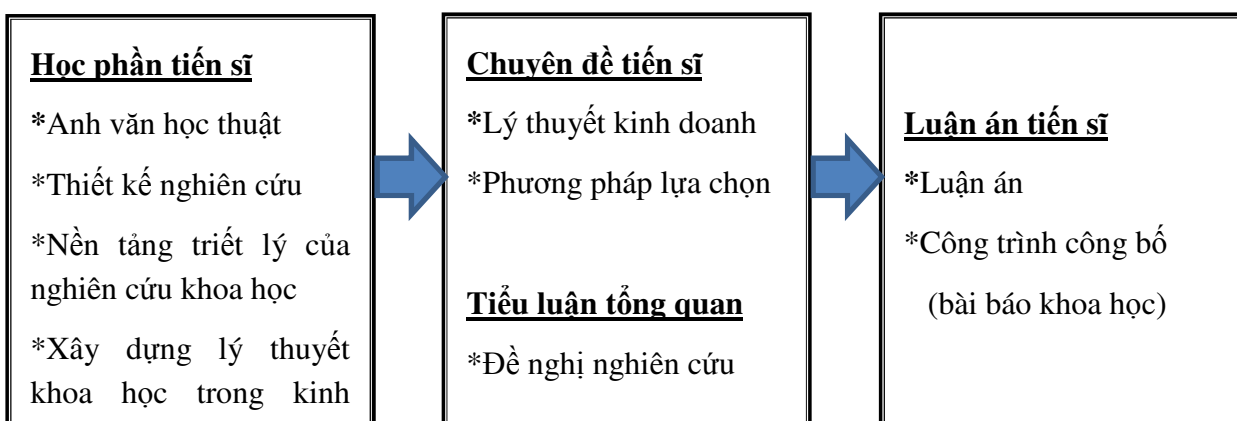 Học phần tiến sĩ
*Anh văn học thuật
*Thiết kế nghiên cứu
*Nền tảng triết lý của
nghiên cứu khoa học
*Xây dựng lý thuyết
khoa học trong kinh
Chuyên đề tiến sĩ
*Lý thuyết kinh doanh
*Phương pháp lựa chọn
Tiểu luận tổng quan
*Đề nghị nghiên cứu
Luận án tiến sĩ
*Luận án
*Công trình công bố
(bài báo khoa học)